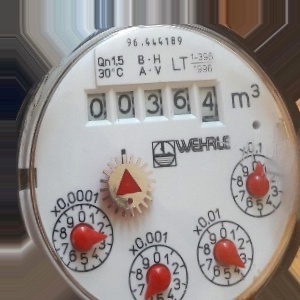 96.444189
Qn1,5 B-H LT
30°C A-V
00364 m³
WEHRLE
x0,0001
x0,001
x0,01
x0,1